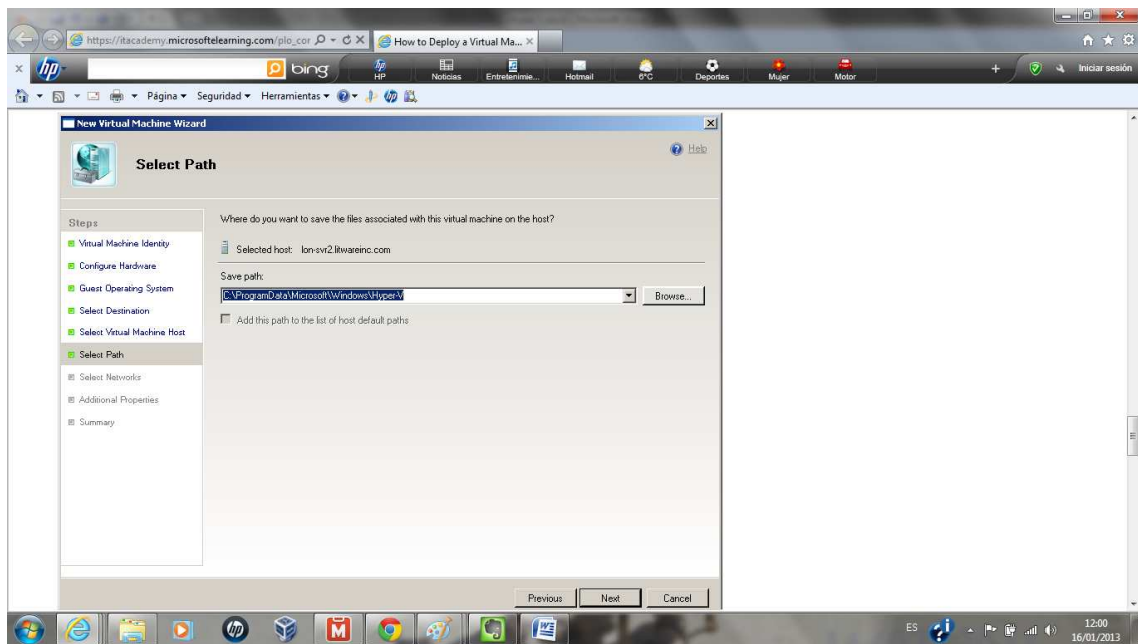 https://itacademy.microsoftelearning.com/plo_cor
How to Deploy a Virtual Ma...
x
hp
bing
HP
Noticias
Entretenimie...
Hotmail
6°C
Deportes
Mujer
Motor
Iniciar sesión
Página
Seguridad
Herramientas
New Virtual Machine Wizard
Select Path
Help
Steps
Virtual Machine Identity
Configure Hardware
Guest Operating System
Select Destination
Select Virtual Machine Host
Select Path
Select Networks
Additional Properties
Summary
Where do you want to save the files associated with this virtual machine on the host?
Selected host: lon-svr2.litwareinc.com
Save path:
C:\ProgramData\Microsoft\Windows\Hyper-V
Browse...
Add this path to the list of host default paths
Previous
Next
Cancel
ES
12:00
16/01/2013